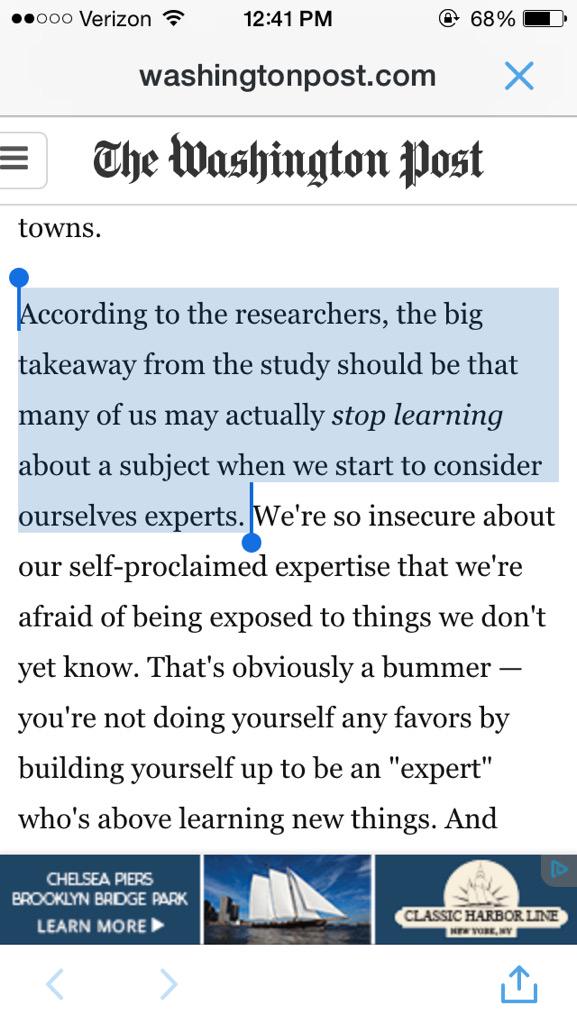 Verizon 12:41 PM 68%
washingtonpost.com
The Washington Post
towns.
According to the researchers, the big
takeaway from the study should be that
many of us may actually stop learning
about a subject when we start to consider
ourselves experts. We're so insecure about
our self-proclaimed expertise that we're
afraid of being exposed to things we don't
yet know. That's obviously a bummer —
you're not doing yourself any favors by
building yourself up to be an "expert"
who's above learning new things. And
CHELSEA PIERS
BROOKLYN BRIDGE PARK
LEARN MORE
CLASSIC HARBOR LINE
NEW YORK, NY